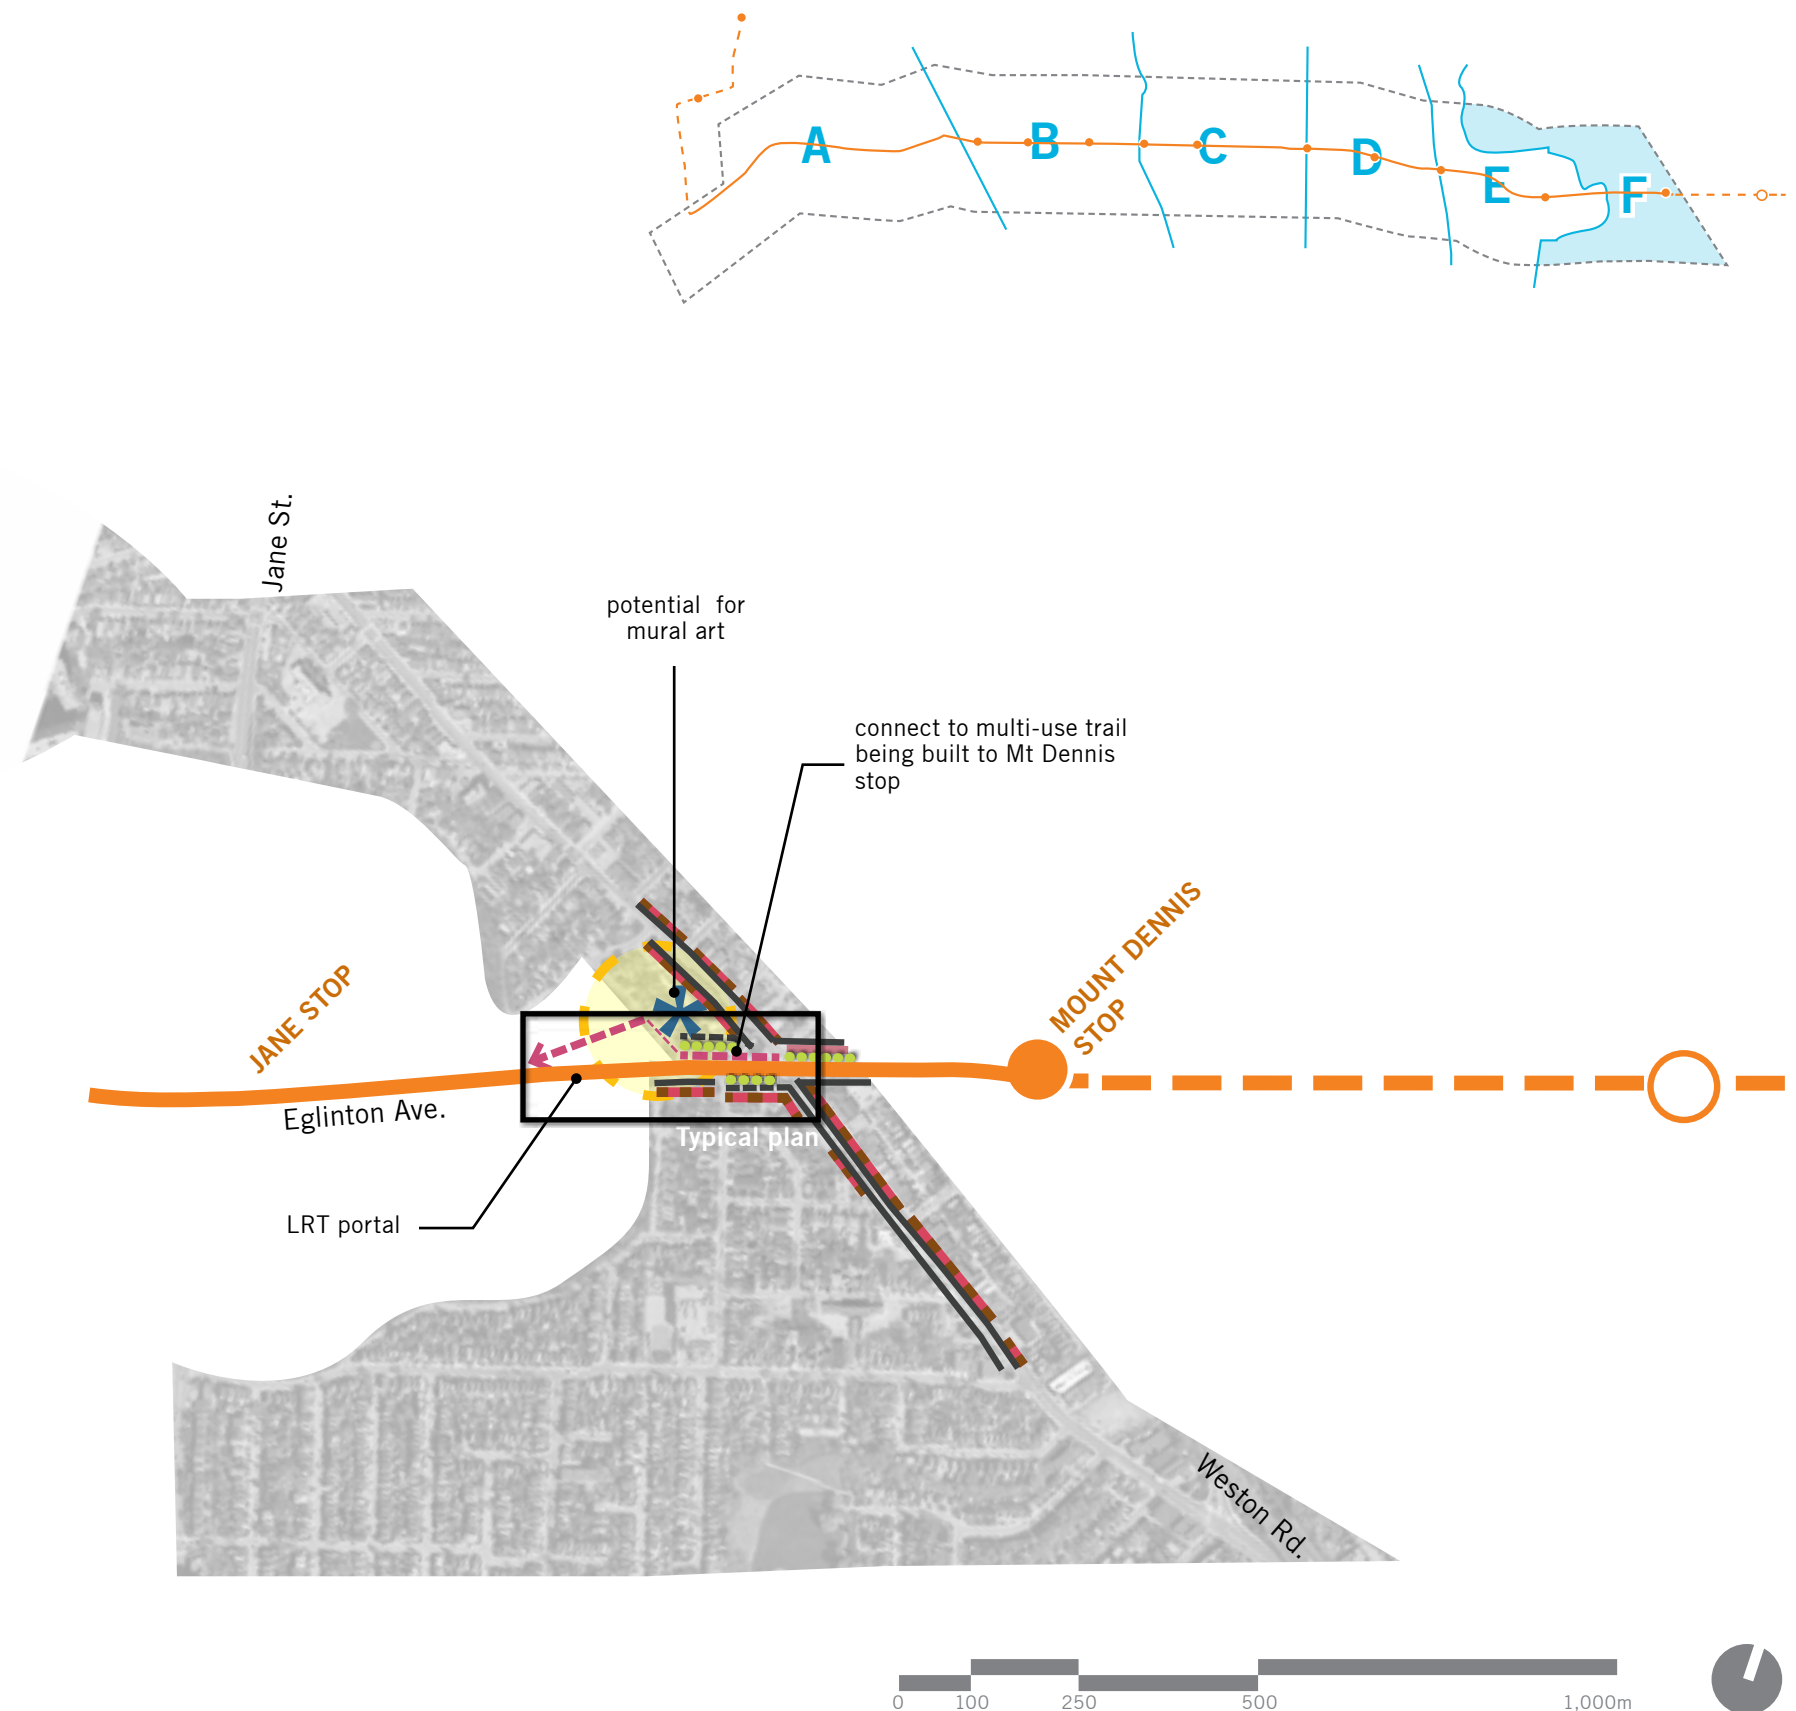 A
B
C
D
E
F
Jane St.
potential for
mural art
connect to multi-use trail
being built to Mt Dennis
stop
JANE STOP
MOUNT DENNIS
STOP
Eglinton Ave.
Typical plan
LRT portal
Weston Rd.
0 100 250 500 1,000m